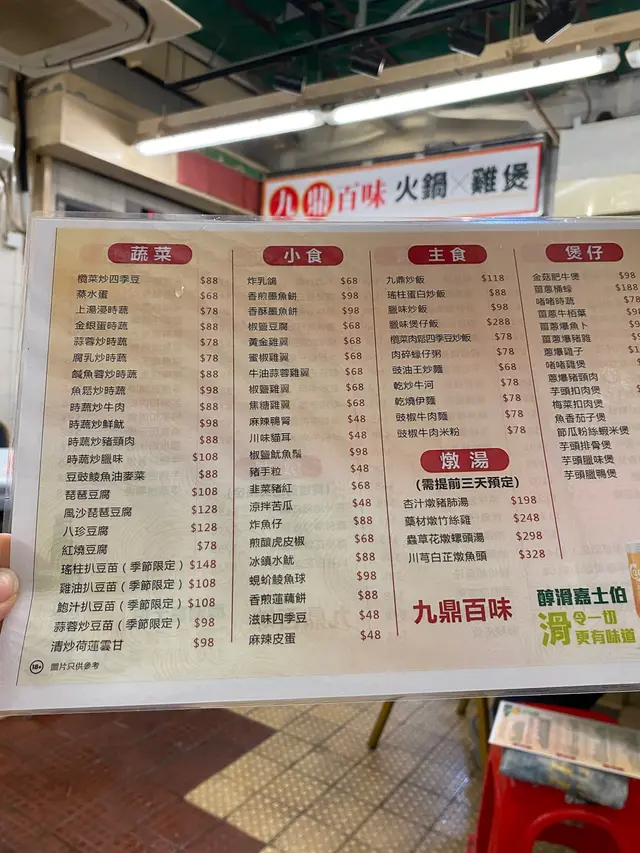 九鼎百味 火鍋×雞煲
蔬菜
欖菜炒四季豆 $88
蒸水蛋 $68
上湯浸時蔬 $78
金銀蛋時蔬 $88
蒜蓉炒時蔬 $78
腐乳炒時蔬 $78
鹹魚蓉炒時蔬 $88
魚鬆炒時蔬 $98
時蔬炒牛肉 $88
時蔬炒鮮魷 $98
時蔬炒豬頸肉 $88
時蔬炒臘味 $108
豆豉鯪魚油麥菜 $88
琵琶豆腐 $108
風沙琵琶豆腐 $128
八珍豆腐 $128
紅燒豆腐 $78
瑤柱扒豆苗（季節限定） $148
雞油扒豆苗（季節限定） $108
鮑汁扒豆苗（季節限定） $108
蒜蓉炒豆苗（季節限定） $98
清炒荷蓮雲甘 $98
18+ 圖片只供參考
小食
炸乳鴿 $68
香煎墨魚餅 $98
香酥墨魚餅 $98
椒鹽豆腐 $68
黃金雞翼 $68
蜜椒雞翼 $68
牛油蒜蓉雞翼 $68
椒鹽雞翼 $68
焦糖雞翼 $68
麻辣鴨腎 $48
川味貓耳 $48
椒鹽魷魚鬚 $98
豬手粒 $48
韭菜豬紅 $68
涼拌苦瓜 $48
炸魚仔 $88
煎釀虎皮椒 $68
冰鎮水魷 $88
蜆蚧鯪魚球 $98
香煎蓮藕餅 $88
滋味四季豆 $48
麻辣皮蛋 $48
主食
九鼎炒飯 $118
瑤柱蛋白炒飯 $88
臘味炒飯 $98
臘味煲仔飯 $288
欖菜肉鬆四季豆炒飯 $78
肉碎蠔仔粥 $78
豉油王炒麵 $68
乾炒牛河 $78
乾燒伊麵 $78
豉椒牛肉麵 $78
豉椒牛肉米粉 $78
燉湯
(需提前三天預定)
杏汁燉豬肺湯 $198
藥材燉竹絲雞 $248
蟲草花燉螺頭湯 $298
川芎白芷燉魚頭 $328
九鼎百味
煲仔
金菇肥牛煲 $98
薑蔥桶蠔 $188
啫啫時蔬 $78
薑蔥牛栢葉
薑蔥爆魚卜
薑蔥爆豬雜
蔥爆雞子
啫啫雞煲
蔥爆豬頸肉
芋頭扣肉煲
梅菜扣肉煲
魚香茄子煲
節瓜粉絲蝦米煲
芋頭排骨煲
芋頭臘味煲
芋頭臘鴨煲
醇滑嘉士伯
滑令一切
更有味道